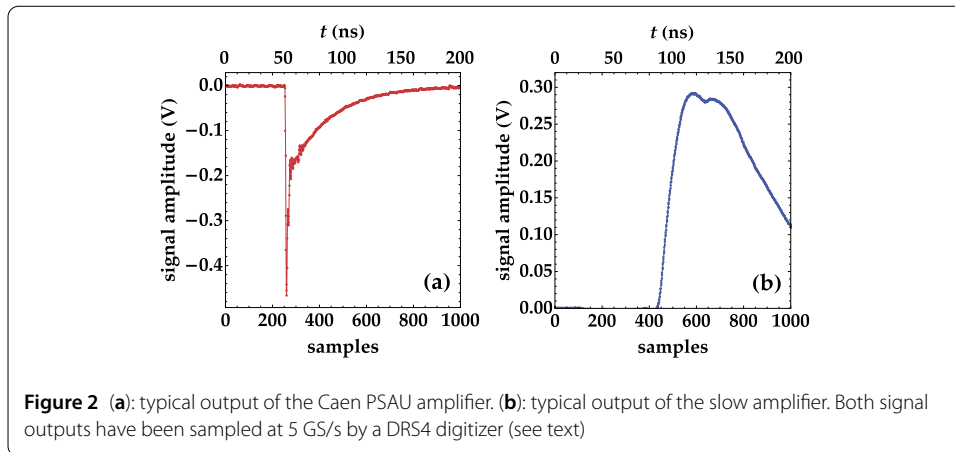 t (ns)
0 50 100 150 200
signal amplitude (V)
0.0
−0.1
−0.2
−0.3
−0.4
(a)
0 200 400 600 800 1000
samples
t (ns)
0 50 100 150 200
signal amplitude (V)
0.30
0.25
0.20
0.15
0.10
0.05
0.00
(b)
0 200 400 600 800 1000
samples
Figure 2 (a): typical output of the Caen PSAU amplifier. (b): typical output of the slow amplifier. Both signal
outputs have been sampled at 5 GS/s by a DRS4 digitizer (see text)